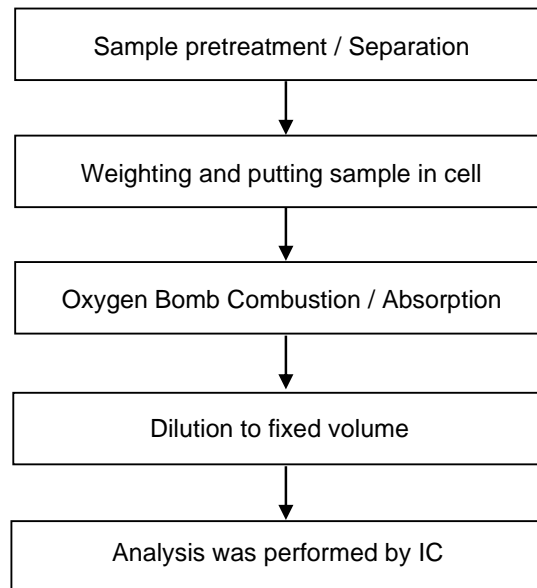 Sample pretreatment / Separation
Weighting and putting sample in cell
Oxygen Bomb Combustion / Absorption
Dilution to fixed volume
Analysis was performed by IC